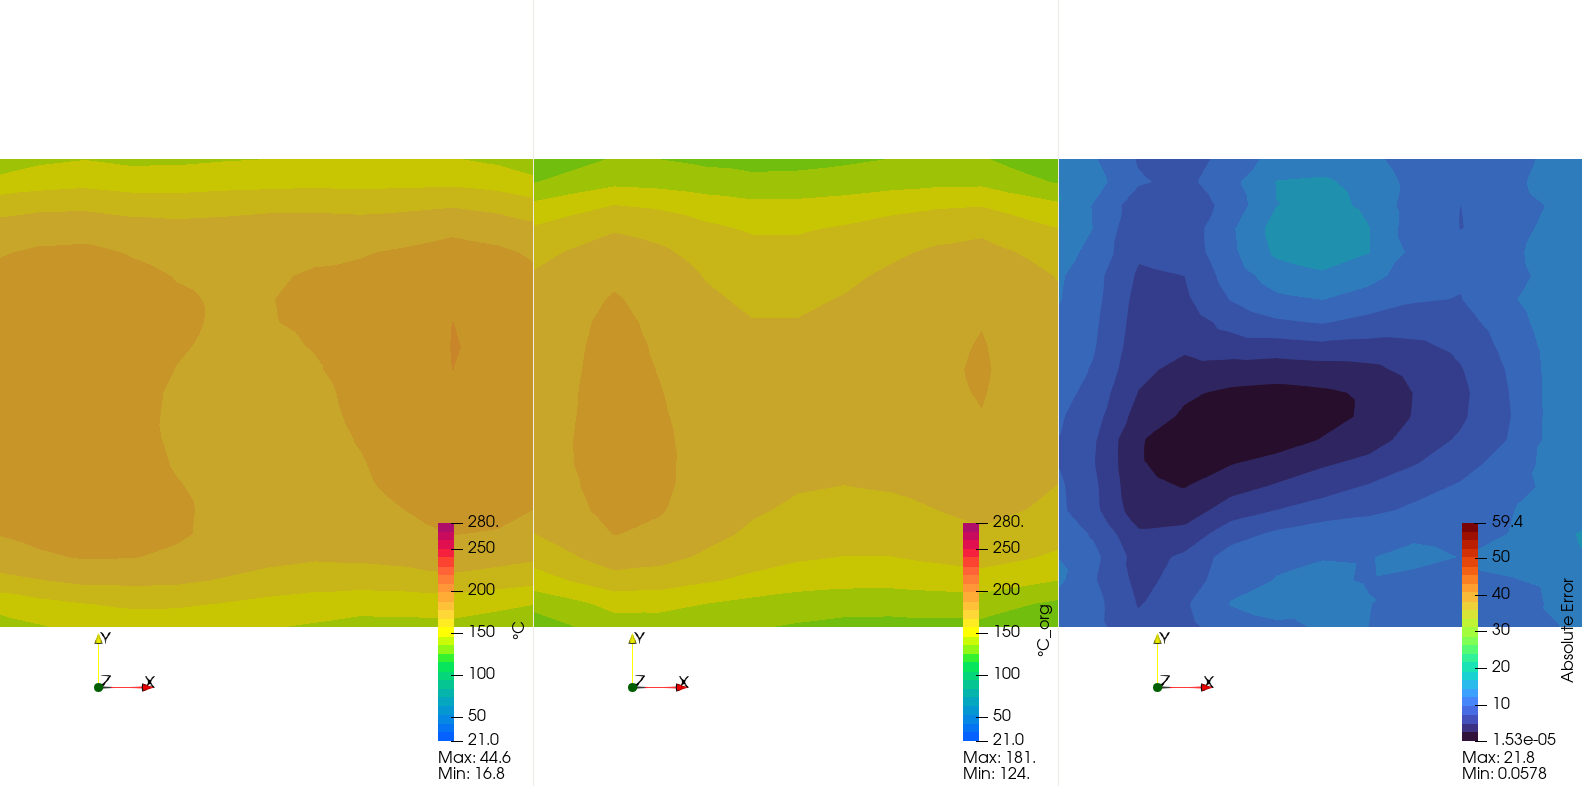 280.
250
200
150
100
50
21.0
°C
Max: 44.6
Min: 16.8
Y
Z
X
280.
250
200
150
100
50
21.0
°C_org
Max: 181.
Min: 124.
Y
Z
X
59.4
50
40
30
20
10
1.53e-05
Absolute Error
Max: 21.8
Min: 0.0578
Y
Z
X